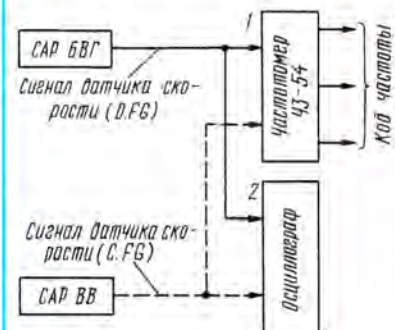 1
САР БВГ
Сигнал датчика ско-
рости (D.FG)
Частотомер
ЧЗ-54
Код частоты
2
Сигнал датчика ско-
рости (C.FG)
САР ВВ
Осциллограф